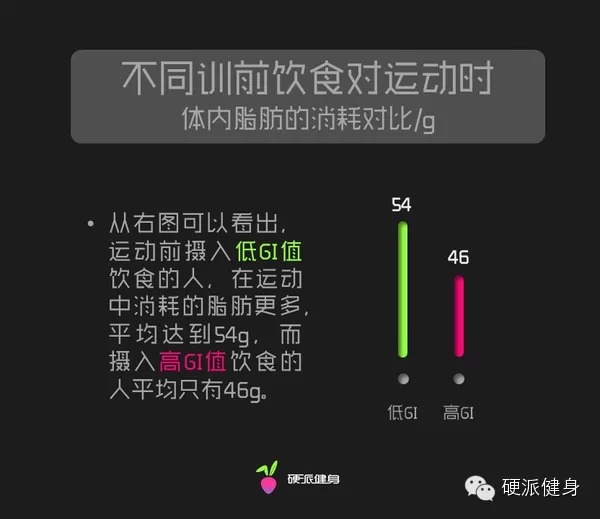 不同训前饮食对运动时
体内脂肪的消耗对比/g
• 从右图可以看出，
运动前摄入低GI值
饮食的人，在运动
中消耗的脂肪更多，
平均达到54g，而
摄入高GI值饮食的
人平均只有46g。
54
46
低GI
高GI
硬派健身
硬派健身